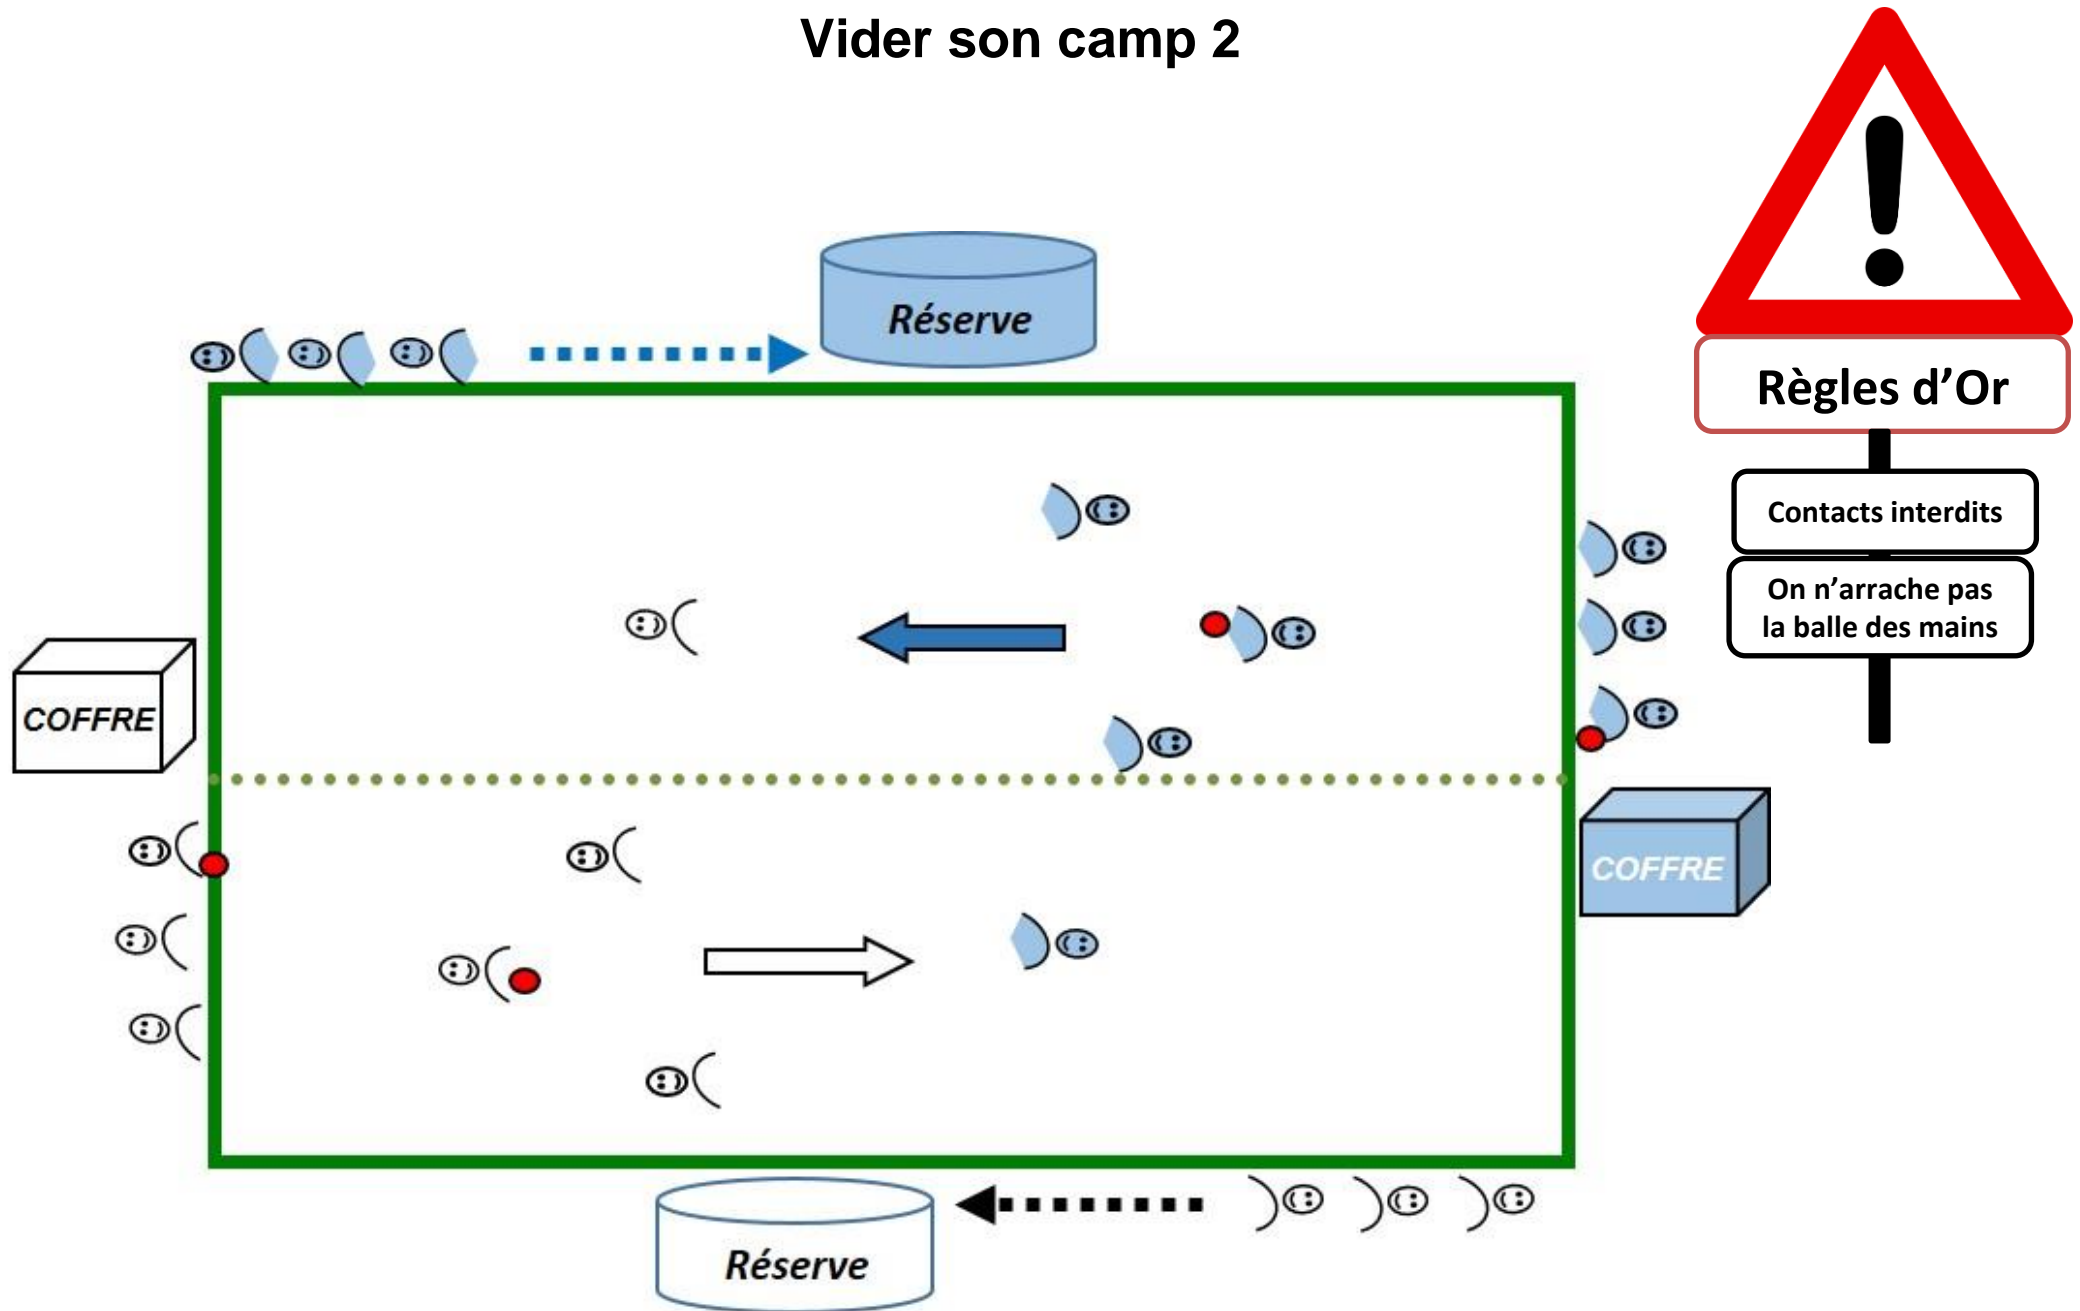 Vider son camp 2
Réserve
Règles d’Or
Contacts interdits
On n’arrache pas
la balle des mains
COFFRE
COFFRE
Réserve